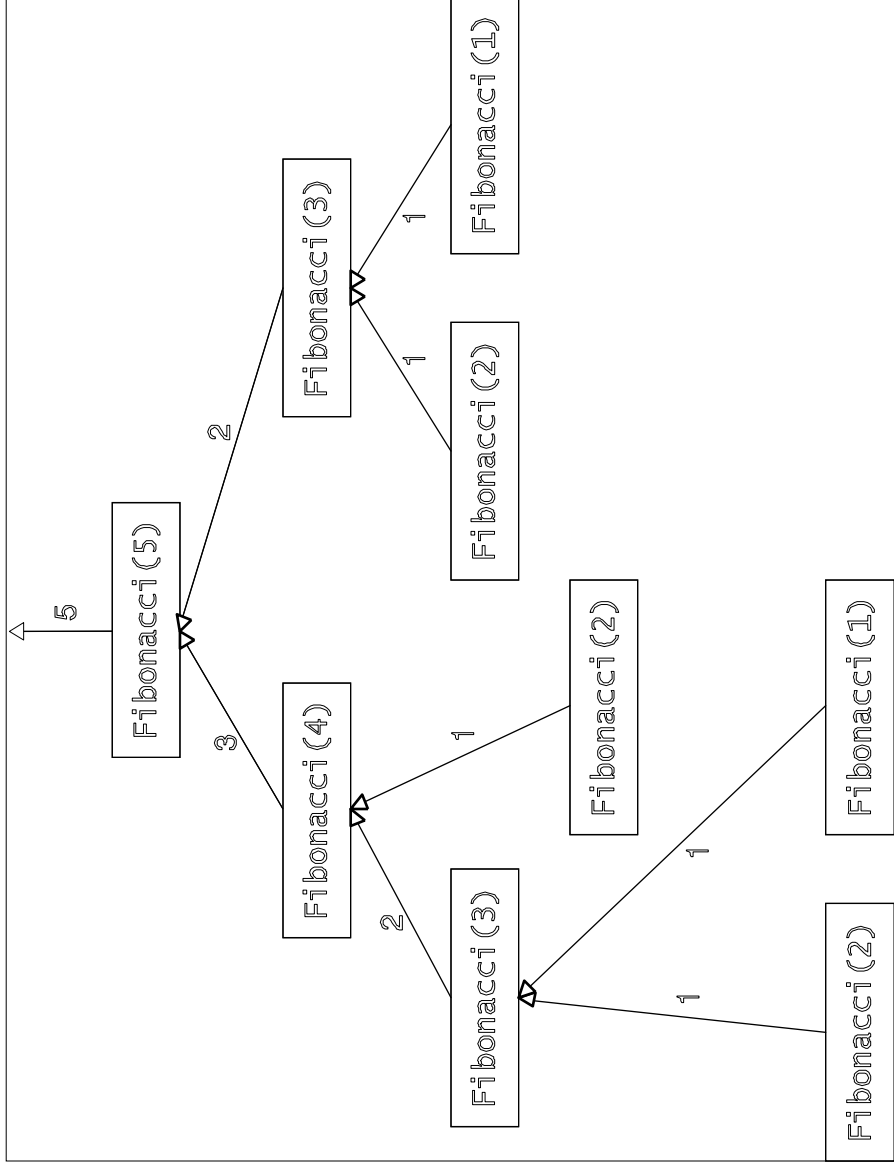 5
Fibonacci(5)
3
2
Fibonacci(4)
Fibonacci(3)
2
1
1
1
Fibonacci(3)
Fibonacci(2)
Fibonacci(2)
Fibonacci(1)
1
1
Fibonacci(2)
Fibonacci(1)